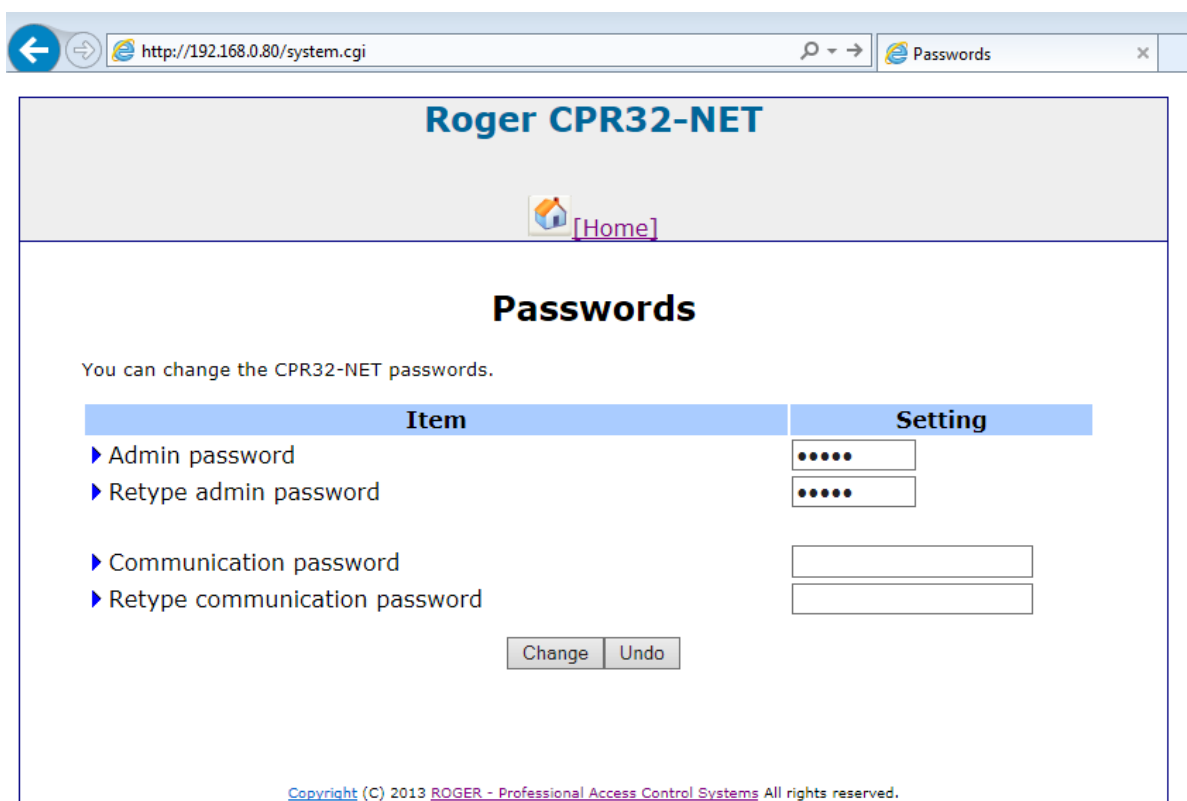 http://192.168.0.80/system.cgi
Passwords
Roger CPR32-NET
[Home]
Passwords
You can change the CPR32-NET passwords.
Item Setting
Admin password •••••
Retype admin password •••••
Communication password
Retype communication password
Change Undo
Copyright (C) 2013 ROGER - Professional Access Control Systems All rights reserved.